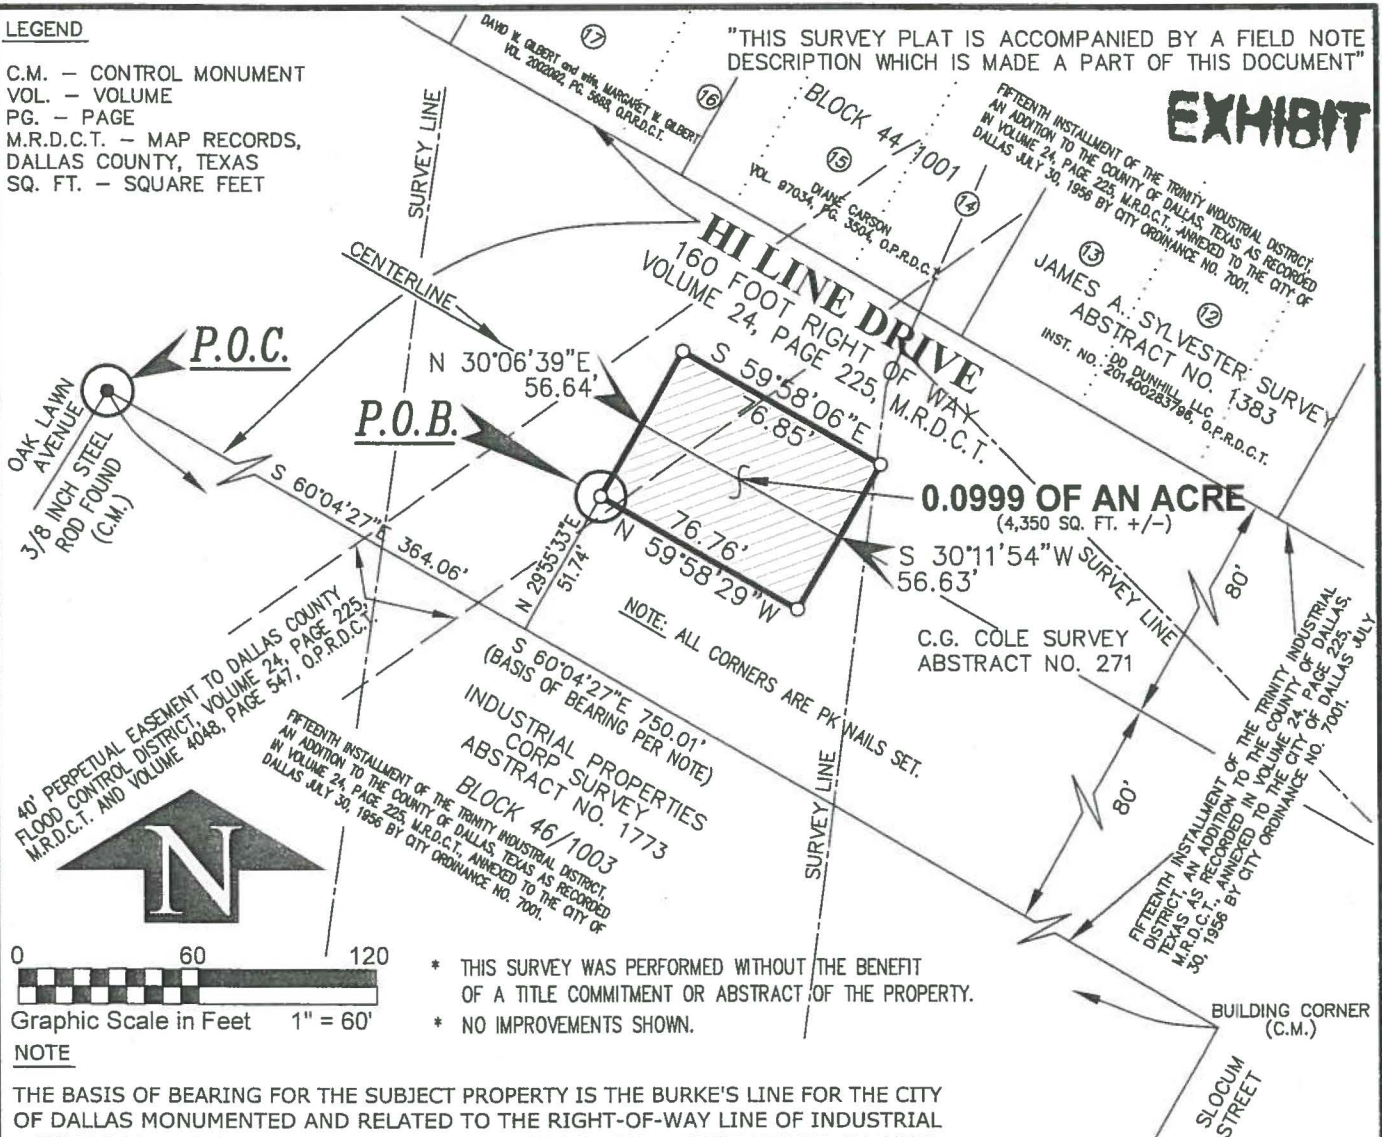 LEGEND
C.M. – CONTROL MONUMENT
VOL. – VOLUME
PG. – PAGE
M.R.D.C.T. – MAP RECORDS,
DALLAS COUNTY, TEXAS
SQ. FT. – SQUARE FEET
"THIS SURVEY PLAT IS ACCOMPANIED BY A FIELD NOTE
DESCRIPTION WHICH IS MADE A PART OF THIS DOCUMENT"
EXHIBIT
17
DAVID W. GILBERT and wife, MARGARET W. GILBERT
VOL. 2002092, PG. 5668, O.P.R.D.C.T.
16
BLOCK 44/1001
15
DIANE CARSON
VOL. 97034, PG. 3504, O.P.R.D.C.T.
14
FIFTEENTH INSTALLMENT OF THE TRINITY INDUSTRIAL DISTRICT,
AN ADDITION TO THE COUNTY OF DALLAS, TEXAS AS RECORDED
IN VOLUME 24, PAGE 225, M.R.D.C.T., ANNEXED TO THE CITY OF
DALLAS JULY 30, 1956 BY CITY ORDINANCE NO. 7001.
13
12
JAMES A. SYLVESTER SURVEY
ABSTRACT NO. 1383
DD DUNHILL, LLC
INST. NO. 201400283796, O.P.R.D.C.T.
SURVEY LINE
HI LINE DRIVE
160 FOOT RIGHT OF WAY
VOLUME 24, PAGE 225, M.R.D.C.T.
CENTERLINE
P.O.C.
OAK LAWN
AVENUE
3/8 INCH STEEL
ROD FOUND
(C.M.)
N 30°06'39"E
56.64'
P.O.B.
S 59°58'06"E
76.85'
0.0999 OF AN ACRE
(4,350 SQ. FT. +/-)
76.76'
N 59°58'29"W
S 30°11'54"W
56.63'
SURVEY LINE
S 60°04'27"E 364.06'
N 29°55'33"E
51.74'
NOTE: ALL CORNERS ARE PK NAILS SET.
C.G. COLE SURVEY
ABSTRACT NO. 271
80'
80'
S 60°04'27"E 750.01'
(BASIS OF BEARING PER NOTE)
INDUSTRIAL PROPERTIES
CORP SURVEY
ABSTRACT NO. 1773
BLOCK 46/1003
40' PERPETUAL EASEMENT TO DALLAS COUNTY
FLOOD CONTROL DISTRICT, VOLUME 24, PAGE 225,
M.R.D.C.T. AND VOLUME 4048, PAGE 547, O.P.R.D.C.T.
FIFTEENTH INSTALLMENT OF THE TRINITY INDUSTRIAL DISTRICT,
AN ADDITION TO THE COUNTY OF DALLAS, TEXAS AS RECORDED
IN VOLUME 24, PAGE 225, M.R.D.C.T., ANNEXED TO THE CITY OF
DALLAS JULY 30, 1956 BY CITY ORDINANCE NO. 7001.
SURVEY LINE
FIFTEENTH INSTALLMENT OF THE TRINITY INDUSTRIAL
DISTRICT, AN ADDITION TO THE COUNTY OF DALLAS,
TEXAS AS RECORDED IN VOLUME 24, PAGE 225,
M.R.D.C.T., ANNEXED TO THE CITY OF DALLAS JULY
30, 1956 BY CITY ORDINANCE NO. 7001.
N
0 60 120
Graphic Scale in Feet 1" = 60'
* THIS SURVEY WAS PERFORMED WITHOUT THE BENEFIT
OF A TITLE COMMITMENT OR ABSTRACT OF THE PROPERTY.
* NO IMPROVEMENTS SHOWN.
BUILDING CORNER
(C.M.)
SLOCUM
STREET
NOTE
THE BASIS OF BEARING FOR THE SUBJECT PROPERTY IS THE BURKE'S LINE FOR THE CITY
OF DALLAS MONUMENTED AND RELATED TO THE RIGHT-OF-WAY LINE OF INDUSTRIAL